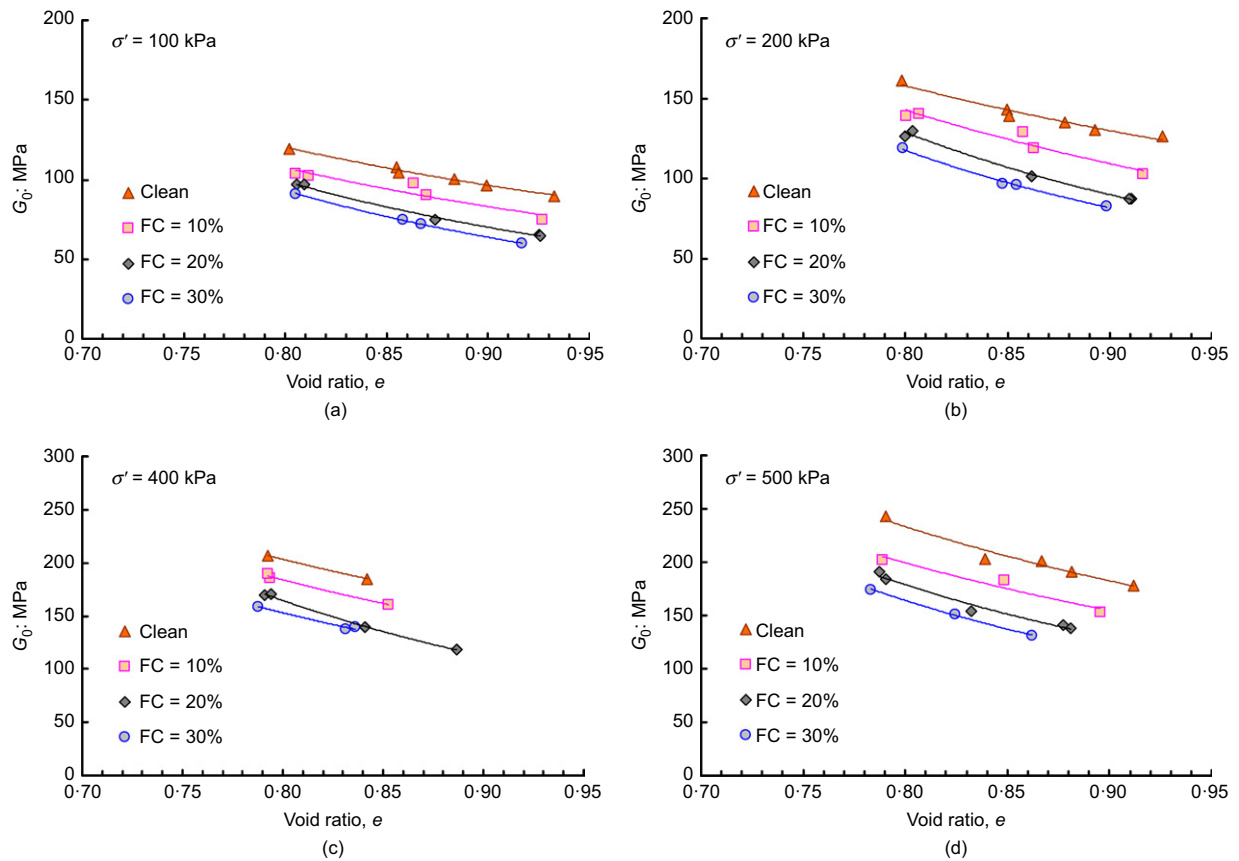 200
150
100
50
0
G0: MPa
σ′ = 100 kPa
Clean
FC = 10%
FC = 20%
FC = 30%
0·70 0·75 0·80 0·85 0·90 0·95
Void ratio, e
(a)
200
150
100
50
0
G0: MPa
σ′ = 200 kPa
Clean
FC = 10%
FC = 20%
FC = 30%
0·70 0·75 0·80 0·85 0·90 0·95
Void ratio, e
(b)
300
250
200
150
100
50
0
G0: MPa
σ′ = 400 kPa
Clean
FC = 10%
FC = 20%
FC = 30%
0·70 0·75 0·80 0·85 0·90 0·95
Void ratio, e
(c)
300
250
200
150
100
50
0
G0: MPa
σ′ = 500 kPa
Clean
FC = 10%
FC = 20%
FC = 30%
0·70 0·75 0·80 0·85 0·90 0·95
Void ratio, e
(d)